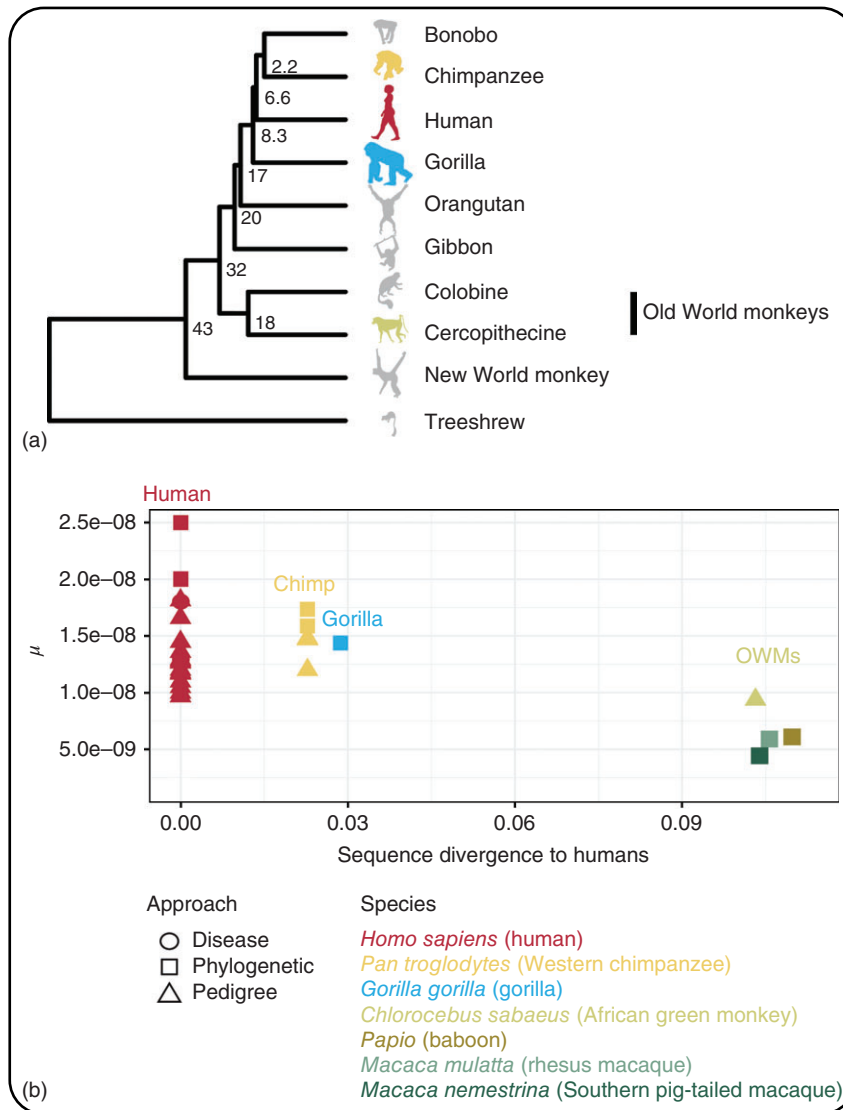 Bonobo
2.2
Chimpanzee
6.6
Human
8.3
Gorilla
17
Orangutan
20
Gibbon
32
Colobine
Old World monkeys
43
18
Cercopithecine
New World monkey
Treeshrew
(a)
Human
2.5e–08
2.0e–08
Chimp
Gorilla
1.5e–08
μ
OWMs
1.0e–08
5.0e–09
0.00 0.03 0.06 0.09
Sequence divergence to humans
Approach
Disease
Phylogenetic
Pedigree
Species
Homo sapiens (human)
Pan troglodytes (Western chimpanzee)
Gorilla gorilla (gorilla)
Chlorocebus sabaeus (African green monkey)
Papio (baboon)
Macaca mulatta (rhesus macaque)
Macaca nemestrina (Southern pig-tailed macaque)
(b)